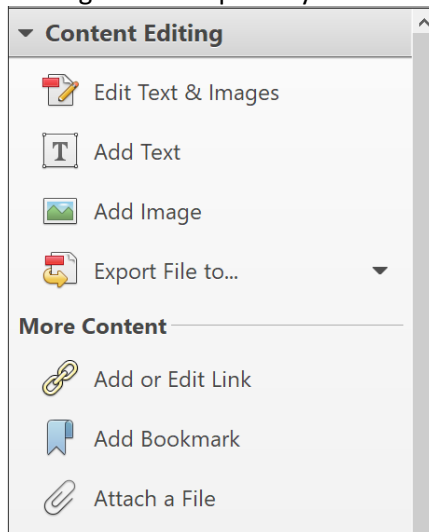 Content Editing
Edit Text & Images
T Add Text
Add Image
Export File to...
More Content
Add or Edit Link
Add Bookmark
Attach a File